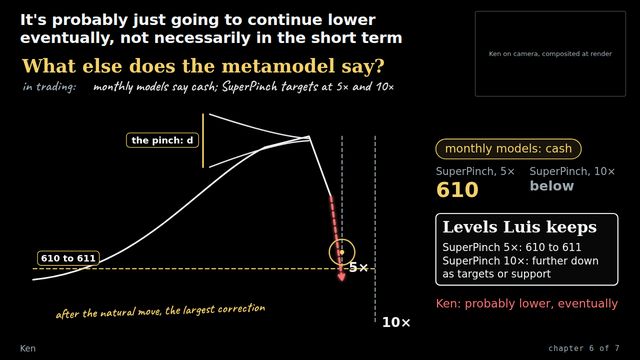 It's probably just going to continue lower
eventually, not necessarily in the short term
Ken on camera, composited at render
What else does the metamodel say?
in trading: monthly models say cash; SuperPinch targets at 5× and 10×
the pinch: d
610 to 611
5×
10×
after the natural move, the largest correction
monthly models: cash
SuperPinch, 5× SuperPinch, 10×
610 below
Levels Luis keeps
SuperPinch 5×: 610 to 611
SuperPinch 10×: further down
as targets or support
Ken: probably lower, eventually
Ken
chapter 6 of 7